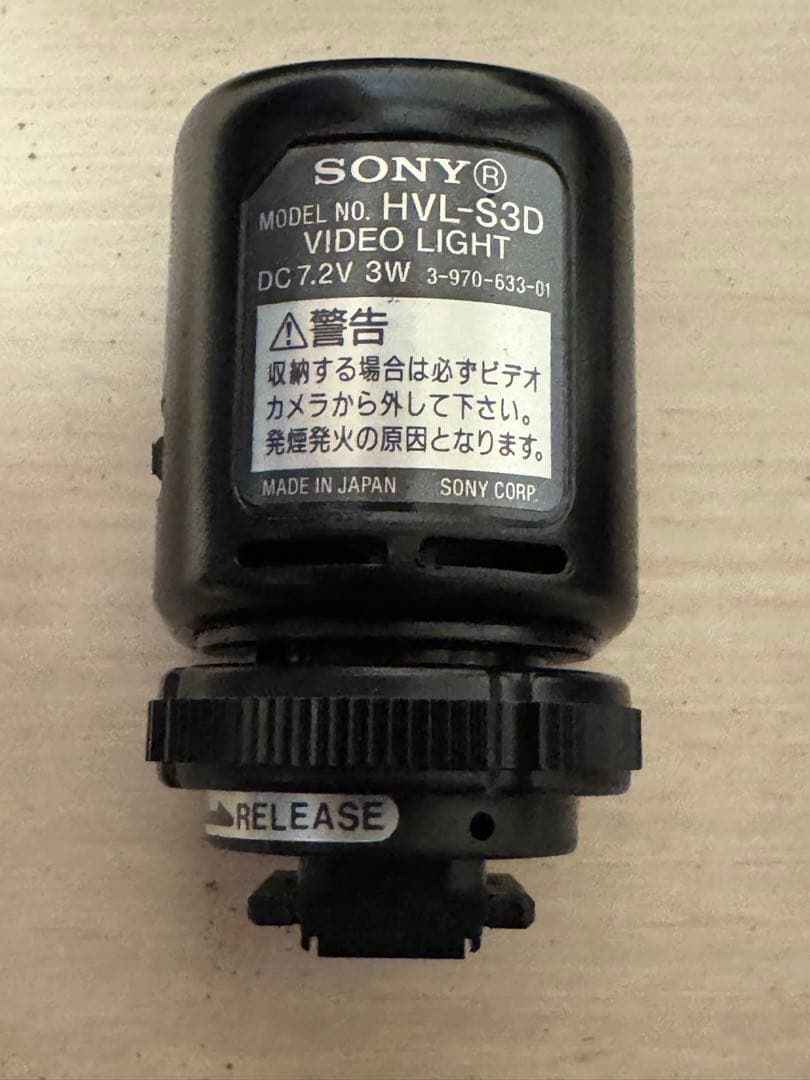 SONY®
MODEL NO. HVL-S3D
VIDEO LIGHT
DC 7.2V 3W 3-970-633-01
⚠警告
収納する場合は必ずビデオ
カメラから外して下さい。
発煙発火の原因となります。
MADE IN JAPAN SONY CORP.
RELEASE